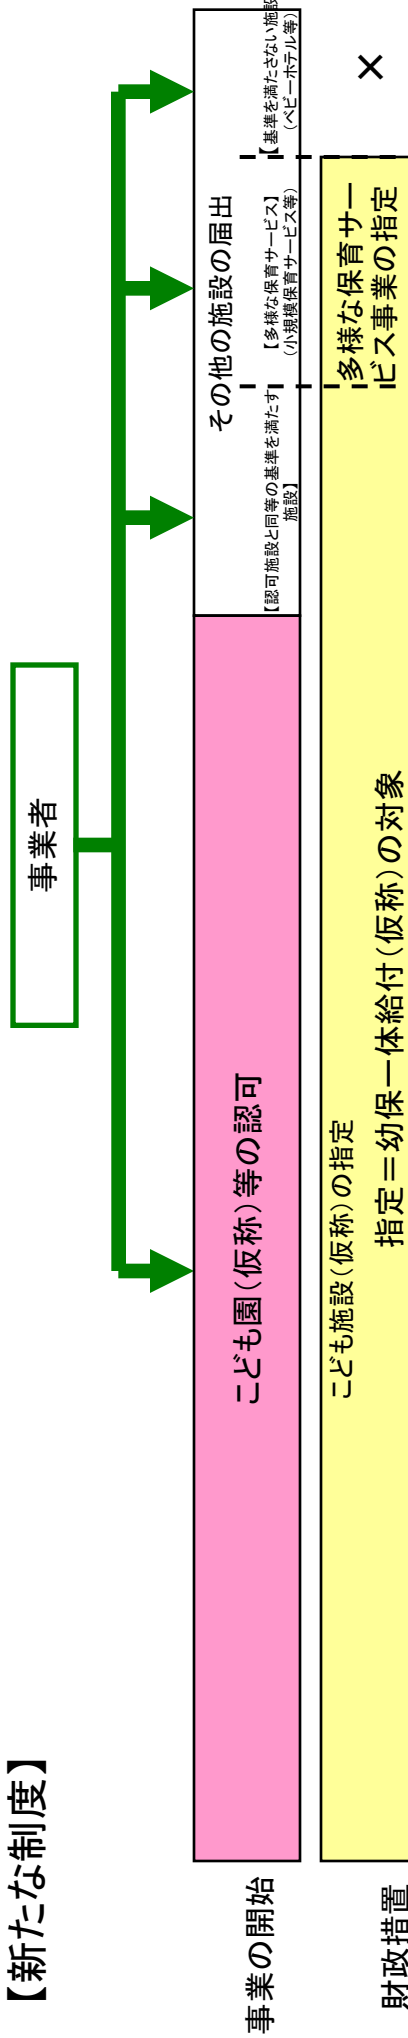 【新たな制度】
事業者
事業の開始
こども園(仮称)等の認可
その他の施設の届出
【認可施設と同等の基準を満たす
施設】
【多様な保育サービス】
(小規模保育サービス等)
【基準を満たさない施設
(ベビーホテル等)
財政措置
こども施設(仮称)の指定
指定=幼保一体給付(仮称)の対象
多様な保育サー
ビス事業の指定
×